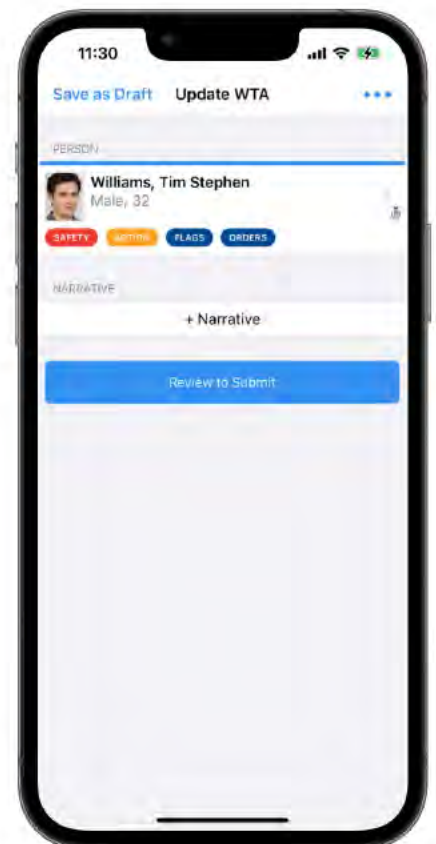 11:30
Save as Draft Update WTA
PERSON
Williams, Tim Stephen
Male, 32
SAFETY ACTION FLAGS ORDERS
NARRATIVE
+ Narrative
Review to Submit